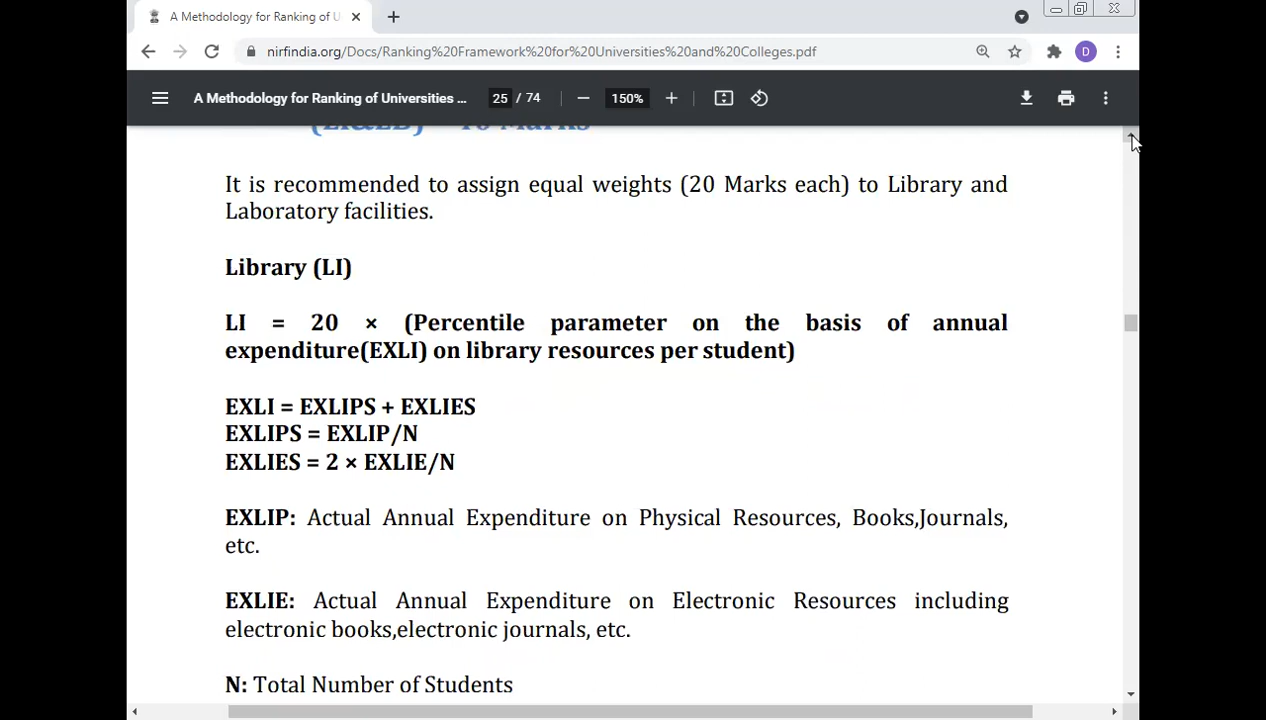 A Methodology for Ranking of U
nirfindia.org/Docs/Ranking%20Framework%20for%20Universities%20and%20Colleges.pdf
D
A Methodology for Ranking of Universities ...
25 / 74
150%
(LI&LB) – 40 Marks
It is recommended to assign equal weights (20 Marks each) to Library and
Laboratory facilities.
Library (LI)
LI = 20 × (Percentile parameter on the basis of annual
expenditure(EXLI) on library resources per student)
EXLI = EXLIPS + EXLIES
EXLIPS = EXLIP/N
EXLIES = 2 × EXLIE/N
EXLIP: Actual Annual Expenditure on Physical Resources, Books,Journals,
etc.
EXLIE: Actual Annual Expenditure on Electronic Resources including
electronic books,electronic journals, etc.
N: Total Number of Students